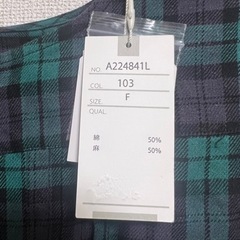 NO. A224841L
COL. 103
SIZE F
QUAL.
綿 50%
麻 50%